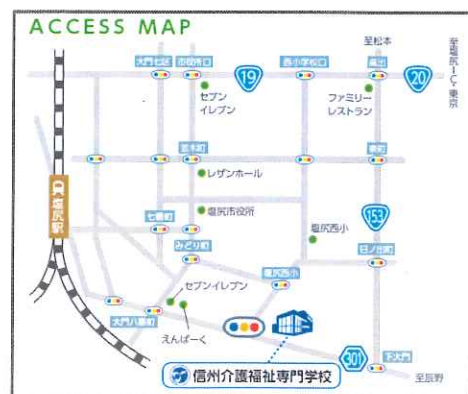 ACCESS MAP
至松本
至塩尻I.C・東京
大門七区
市役所口
19
西小学校口
高出
20
セブン
イレブン
ファミリー
レストラン
並木町
東町
レザンホール
塩尻駅
塩尻市役所
153
七番町
みどり町
塩尻西小
日ノ出町
塩尻西小
セブンイレブン
大門八番町
えんぱーく
301
下大門
信州介護福祉専門学校
至辰野